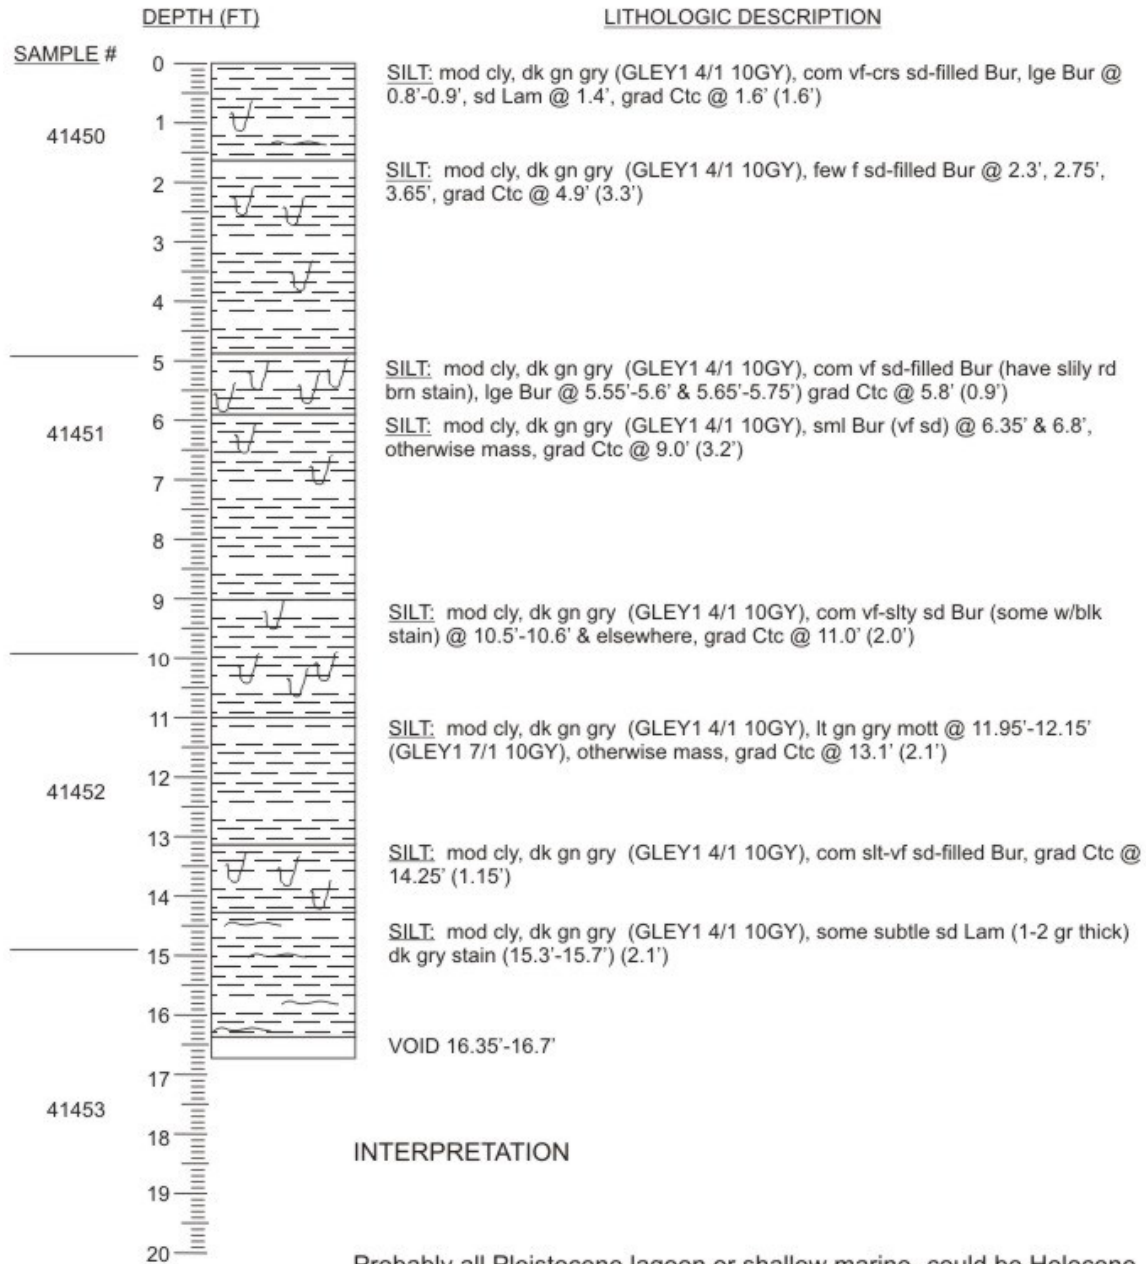 DEPTH (FT)
LITHOLOGIC DESCRIPTION
SAMPLE #
0
SILT: mod cly, dk gn gry (GLEY1 4/1 10GY), com vf-crs sd-filled Bur, lge Bur @
0.8'-0.9', sd Lam @ 1.4', grad Ctc @ 1.6' (1.6')
1
41450
SILT: mod cly, dk gn gry (GLEY1 4/1 10GY), few f sd-filled Bur @ 2.3', 2.75',
2
3.65', grad Ctc @ 4.9' (3.3')
3
4
5
SILT: mod cly, dk gn gry (GLEY1 4/1 10GY), com vf sd-filled Bur (have slily rd
brn stain), lge Bur @ 5.55'-5.6' & 5.65'-5.75') grad Ctc @ 5.8' (0.9')
6
41451
SILT: mod cly, dk gn gry (GLEY1 4/1 10GY), sml Bur (vf sd) @ 6.35' & 6.8',
otherwise mass, grad Ctc @ 9.0' (3.2')
7
8
9
SILT: mod cly, dk gn gry (GLEY1 4/1 10GY), com vf-slty sd Bur (some w/blk
stain) @ 10.5'-10.6' & elsewhere, grad Ctc @ 11.0' (2.0')
10
11
SILT: mod cly, dk gn gry (GLEY1 4/1 10GY), lt gn gry mott @ 11.95'-12.15'
(GLEY1 7/1 10GY), otherwise mass, grad Ctc @ 13.1' (2.1')
12
41452
13
SILT: mod cly, dk gn gry (GLEY1 4/1 10GY), com slt-vf sd-filled Bur, grad Ctc @
14.25' (1.15')
14
SILT: mod cly, dk gn gry (GLEY1 4/1 10GY), some subtle sd Lam (1-2 gr thick)
dk gry stain (15.3'-15.7') (2.1')
15
16
VOID 16.35'-16.7'
17
41453
18
INTERPRETATION
19
20
Probably all Pleistocene lagoon or shallow marine, could be Holocene